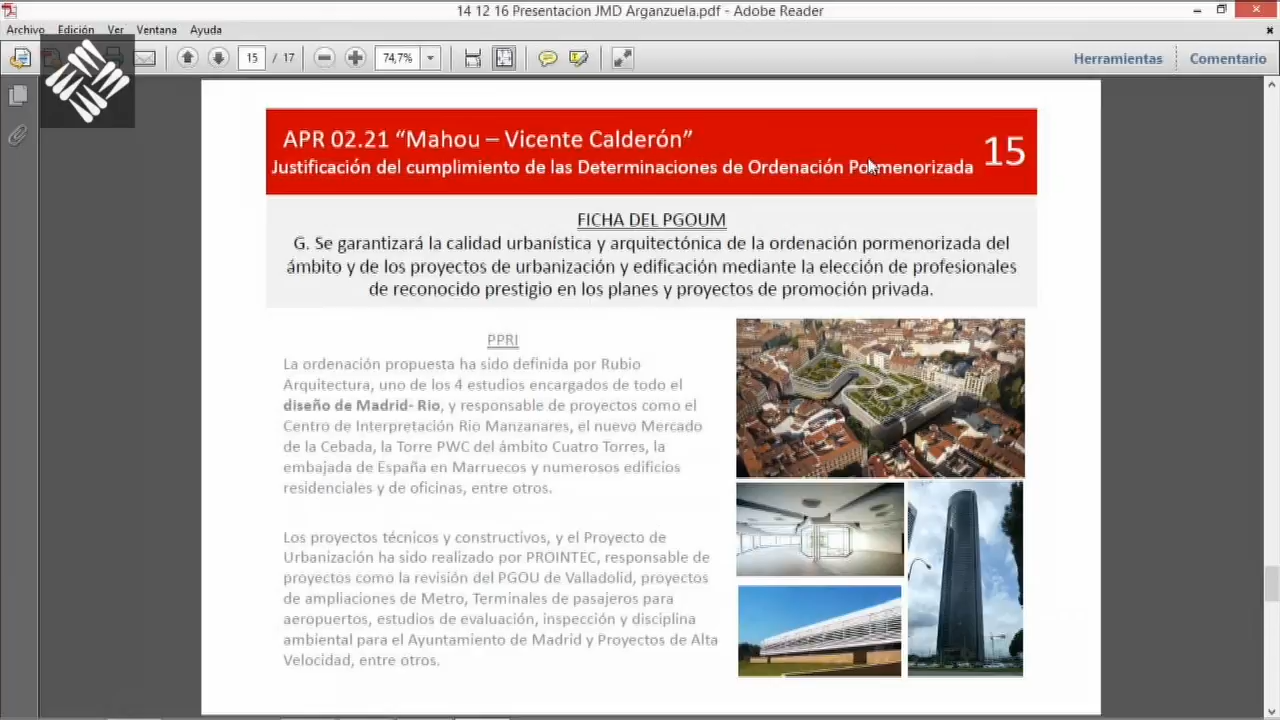 14 12 16 Presentacion JMD Arganzuela.pdf - Adobe Reader
Archivo Edición Ver Ventana Ayuda
15 / 17 74,7% Herramientas Comentario
APR 02.21 “Mahou – Vicente Calderón”
15
Justificación del cumplimiento de las Determinaciones de Ordenación Pormenorizada
FICHA DEL PGOUM
G. Se garantizará la calidad urbanística y arquitectónica de la ordenación pormenorizada del
ámbito y de los proyectos de urbanización y edificación mediante la elección de profesionales
de reconocido prestigio en los planes y proyectos de promoción privada.
PPRI
La ordenación propuesta ha sido definida por Rubio
Arquitectura, uno de los 4 estudios encargados de todo el
diseño de Madrid- Rio, y responsable de proyectos como el
Centro de Interpretación Rio Manzanares, el nuevo Mercado
de la Cebada, la Torre PWC del ámbito Cuatro Torres, la
embajada de España en Marruecos y numerosos edificios
residenciales y de oficinas, entre otros.
Los proyectos técnicos y constructivos, y el Proyecto de
Urbanización ha sido realizado por PROINTEC, responsable de
proyectos como la revisión del PGOU de Valladolid, proyectos
de ampliaciones de Metro, Terminales de pasajeros para
aeropuertos, estudios de evaluación, inspección y disciplina
ambiental para el Ayuntamiento de Madrid y Proyectos de Alta
Velocidad, entre otros.